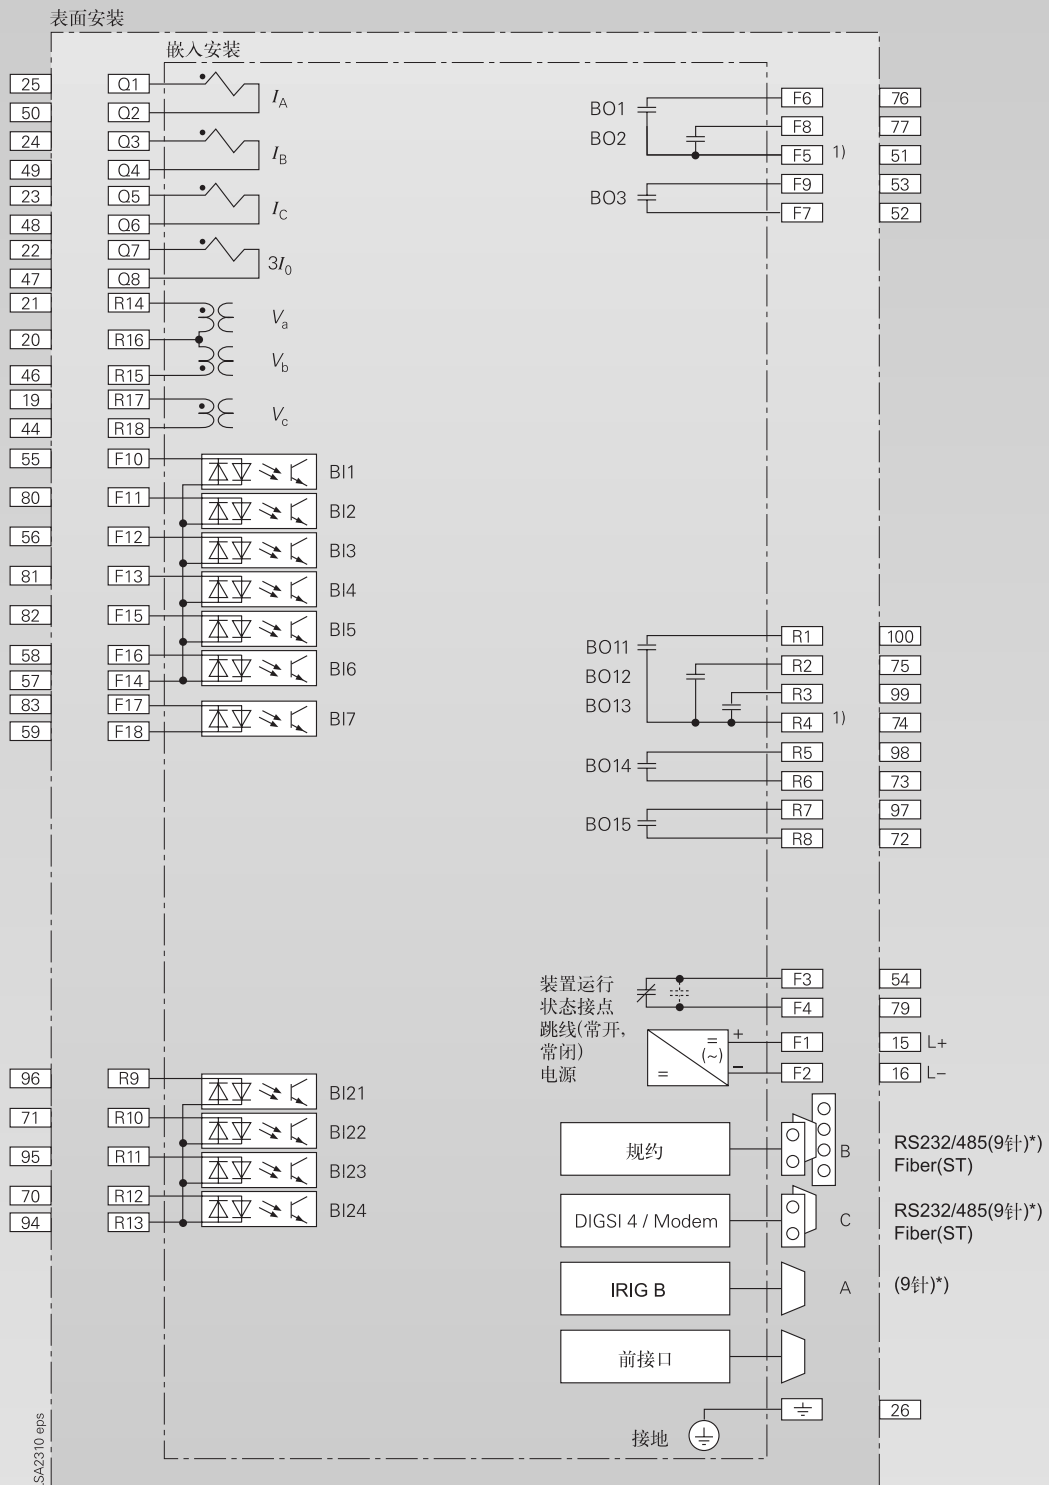 表面安装
嵌入安装
25 Q1
I_A
50 Q2
24 Q3
I_B
49 Q4
23 Q5
I_C
48 Q6
22 Q7
3I_0
47 Q8
21 R14
V_a
20 R16
V_b
46 R15
19 R17
V_c
44 R18
55 F10 BI1
80 F11 BI2
56 F12 BI3
81 F13 BI4
82 F15 BI5
58 F16 BI6
57 F14
83 F17 BI7
59 F18
96 R9 BI21
71 R10 BI22
95 R11 BI23
70 R12 BI24
94 R13
BO1 F6 76
BO2 F8 77
F5 1) 51
BO3 F9 53
F7 52
BO11 R1 100
BO12 R2 75
BO13 R3 99
R4 1) 74
BO14 R5 98
R6 73
BO15 R7 97
R8 72
装置运行
状态接点
跳线(常开,
常闭)
电源
F3 54
F4 79
= (~) = + F1 15 L+
− F2 16 L−
规约 B RS232/485(9针)*)
Fiber(ST)
DIGSI 4 / Modem C RS232/485(9针)*)
Fiber(ST)
IRIG B A (9针)*)
前接口
26
接地
LSA2310 eps